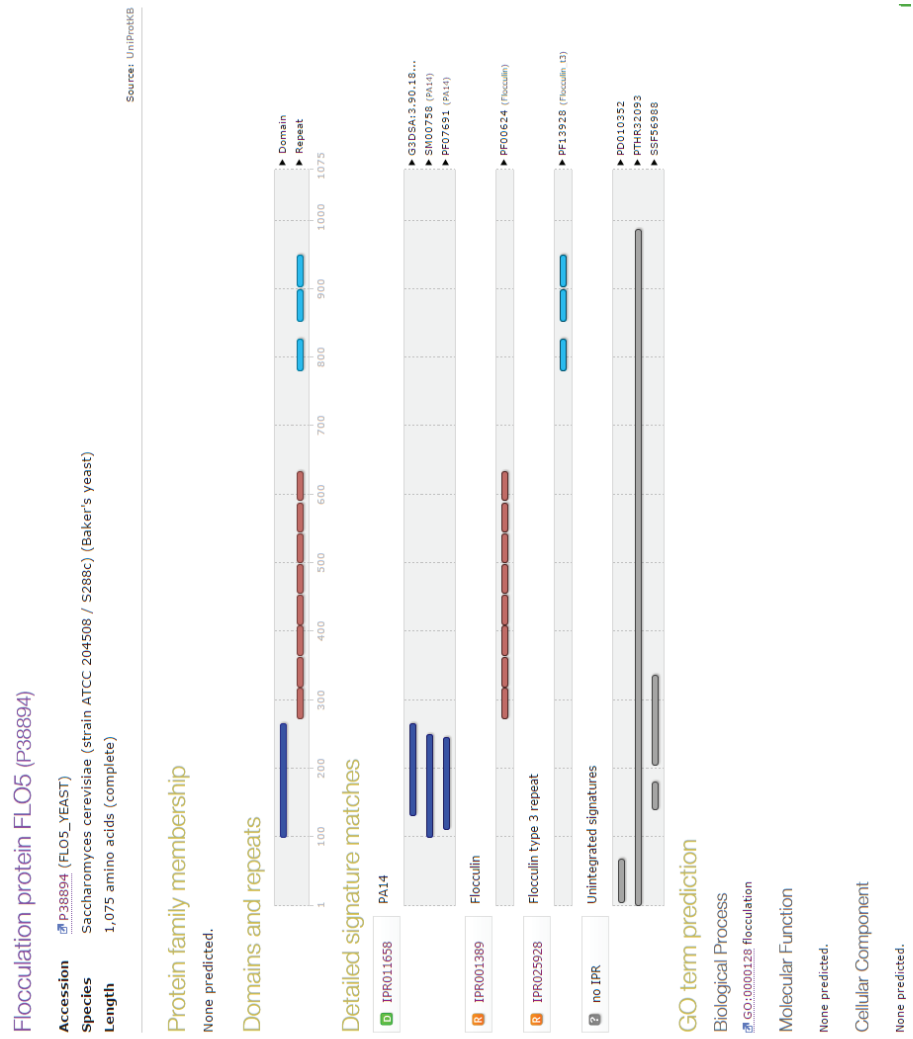 Flocculation protein FLO5 (P38894)
Accession P38894 (FLO5_YEAST)
Species Saccharomyces cerevisiae (strain ATCC 204508 / S288c) (Baker's yeast)
Length 1,075 amino acids (complete)
Source: UniProtKB
Protein family membership
None predicted.
Domains and repeats
Domain
Repeat
1 100 200 300 400 500 600 700 800 900 1000 1075
Detailed signature matches
D IPR011658 PA14
G3DSA:3.90.18...
SM00758 (PA14)
PF07691 (PA14)
R IPR001389 Flocculin
PF00624 (Flocculin)
R IPR025928 Flocculin type 3 repeat
PF13928 (Flocculin t3)
? no IPR Unintegrated signatures
PD010352
PTHR32093
SSF56988
GO term prediction
Biological Process
GO:0000128 flocculation
Molecular Function
None predicted.
Cellular Component
None predicted.